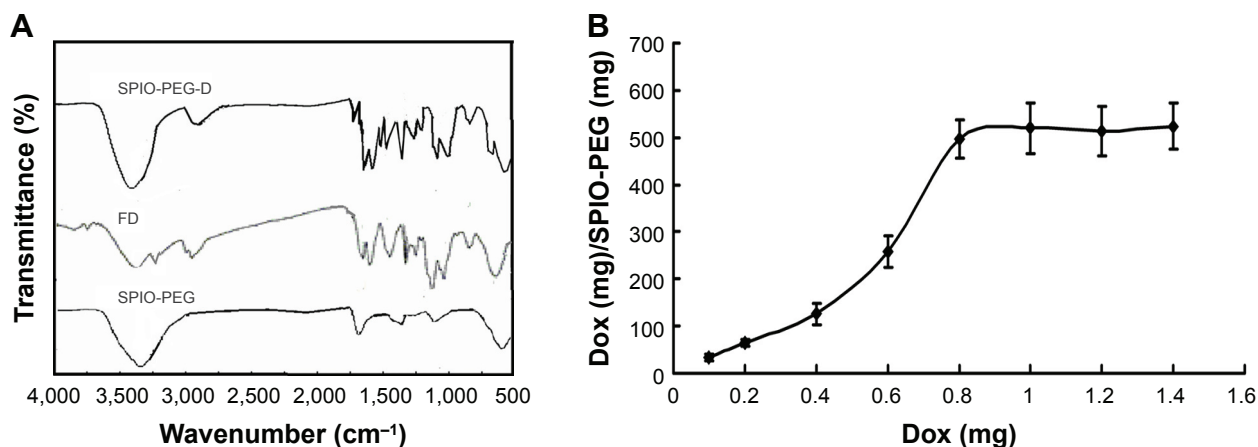 A
Transmittance (%)
SPIO-PEG-D
FD
SPIO-PEG
4,000 3,500 3,000 2,500 2,000 1,500 1,000 500
Wavenumber (cm⁻¹)
B
Dox (mg)/SPIO-PEG (mg)
700
600
500
400
300
200
100
0
0 0.2 0.4 0.6 0.8 1 1.2 1.4 1.6
Dox (mg)